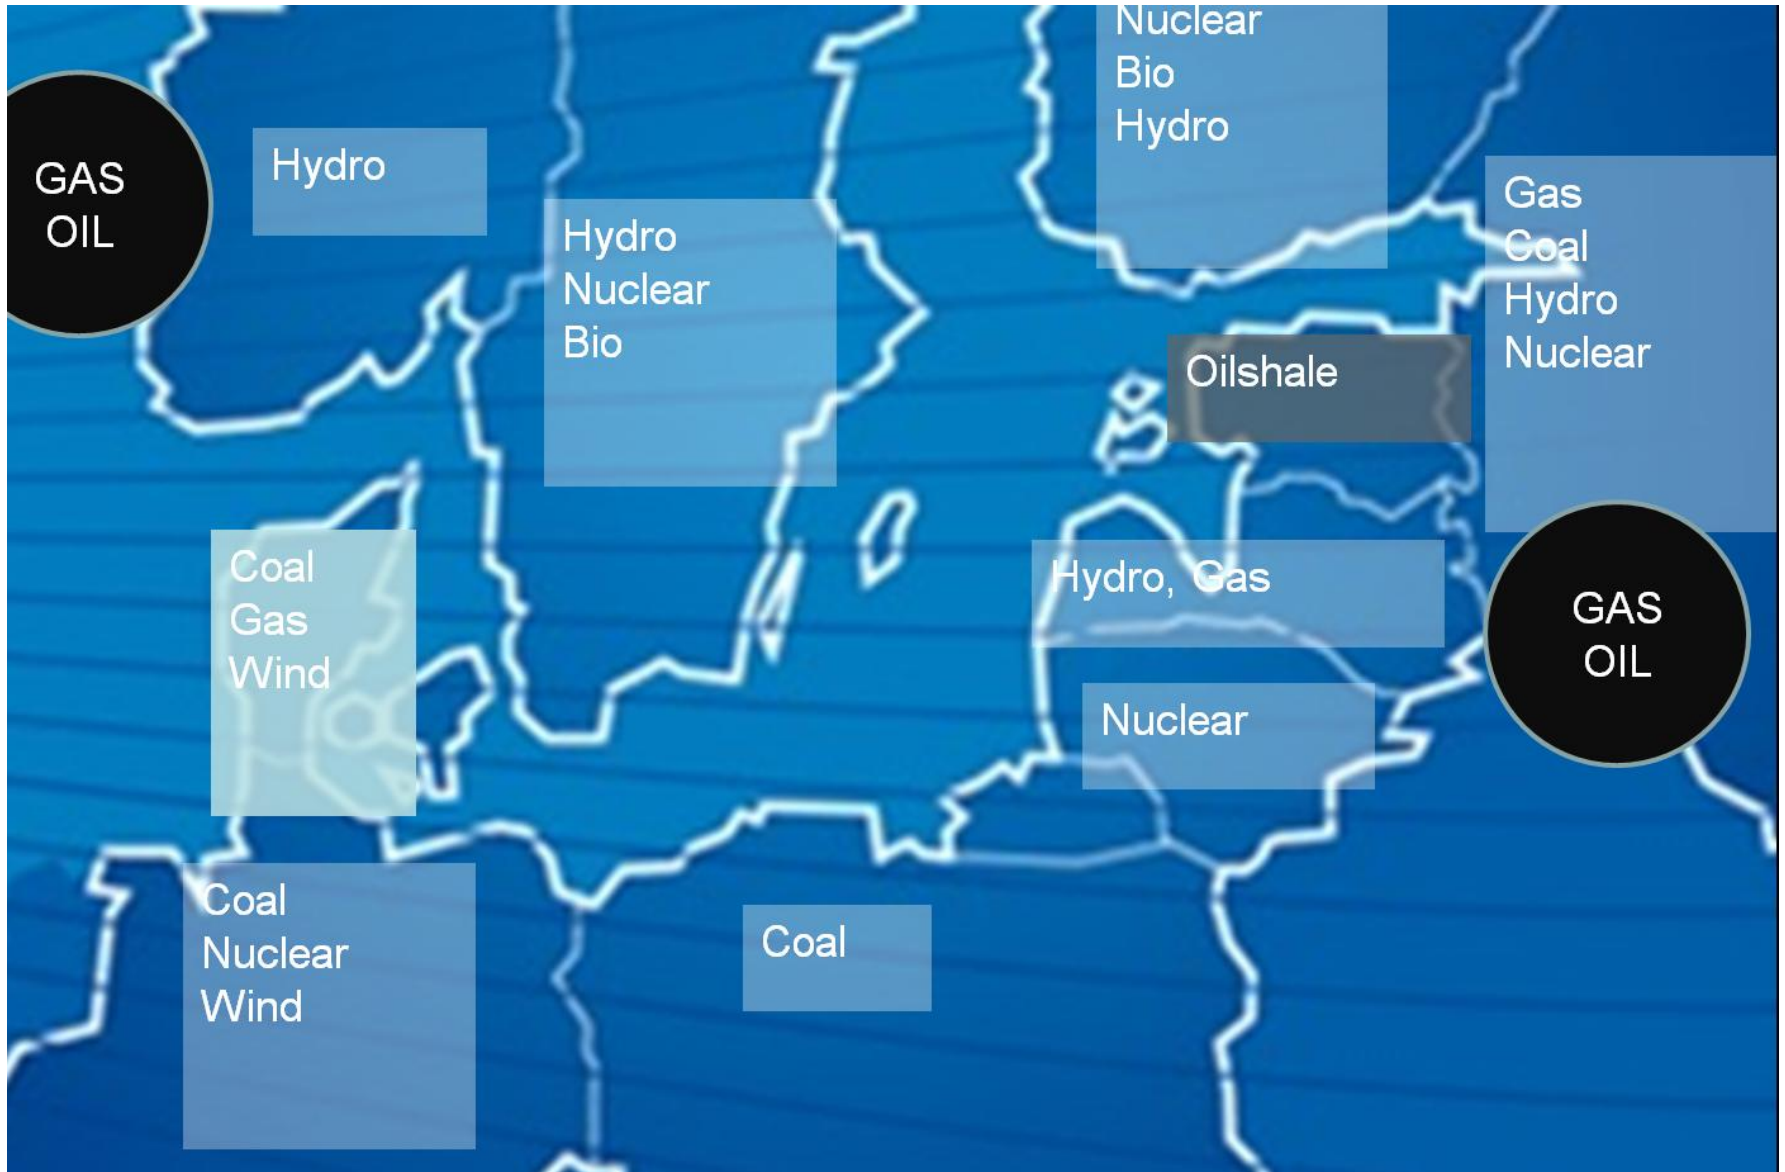 Nuclear
Bio
Hydro
GAS
OIL
Hydro
Gas
Coal
Hydro
Nuclear
Hydro
Nuclear
Bio
Oilshale
Coal
Gas
Wind
Hydro, Gas
GAS
OIL
Nuclear
Coal
Nuclear
Wind
Coal